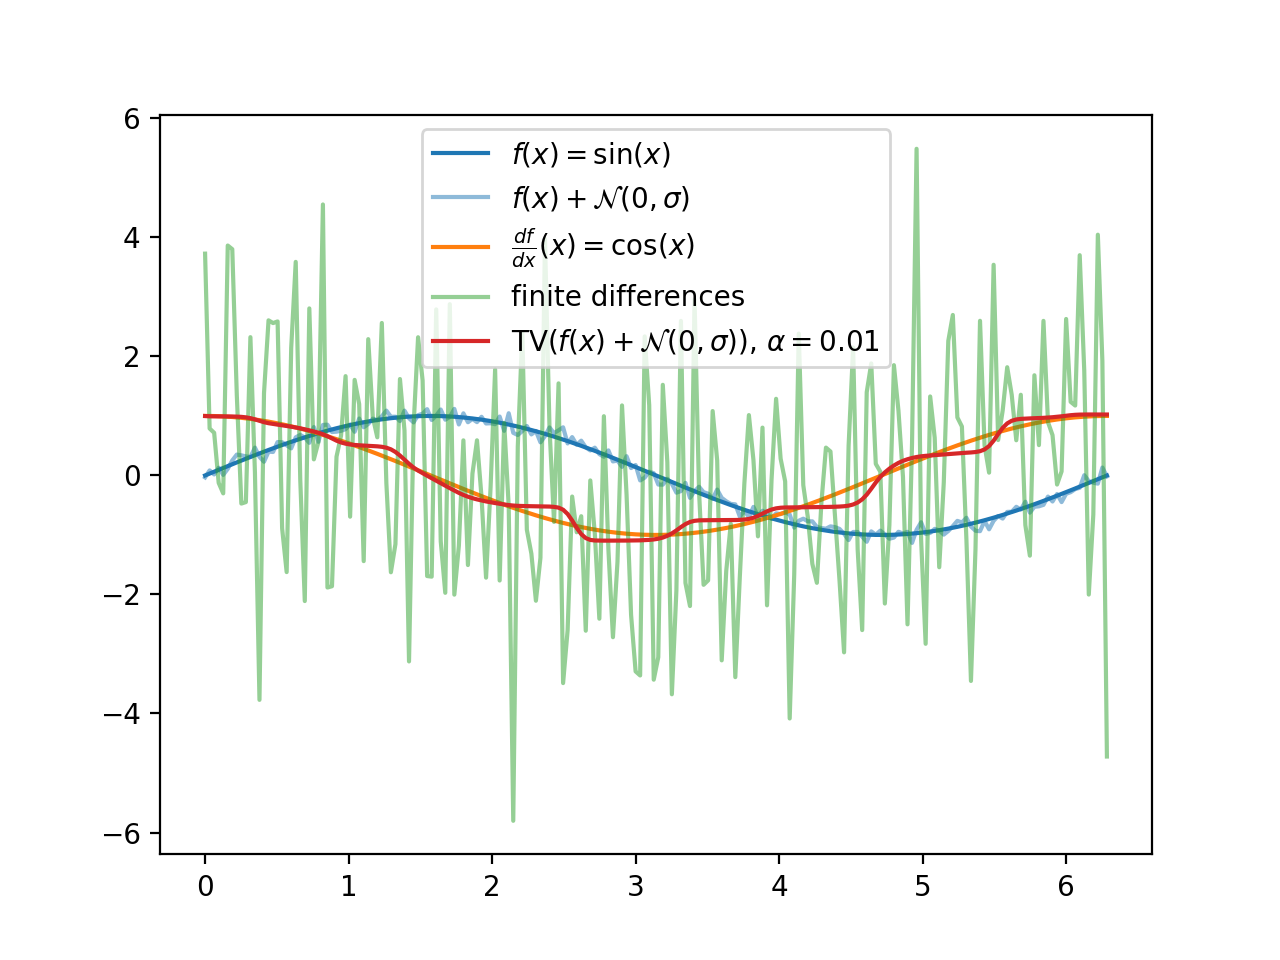 6
4
2
0
−2
−4
−6
f(x) = sin(x)
f(x) + 𝒩(0, σ)
df/dx(x) = cos(x)
finite differences
TV(f(x) + 𝒩(0, σ)), α = 0.01
0 1 2 3 4 5 6